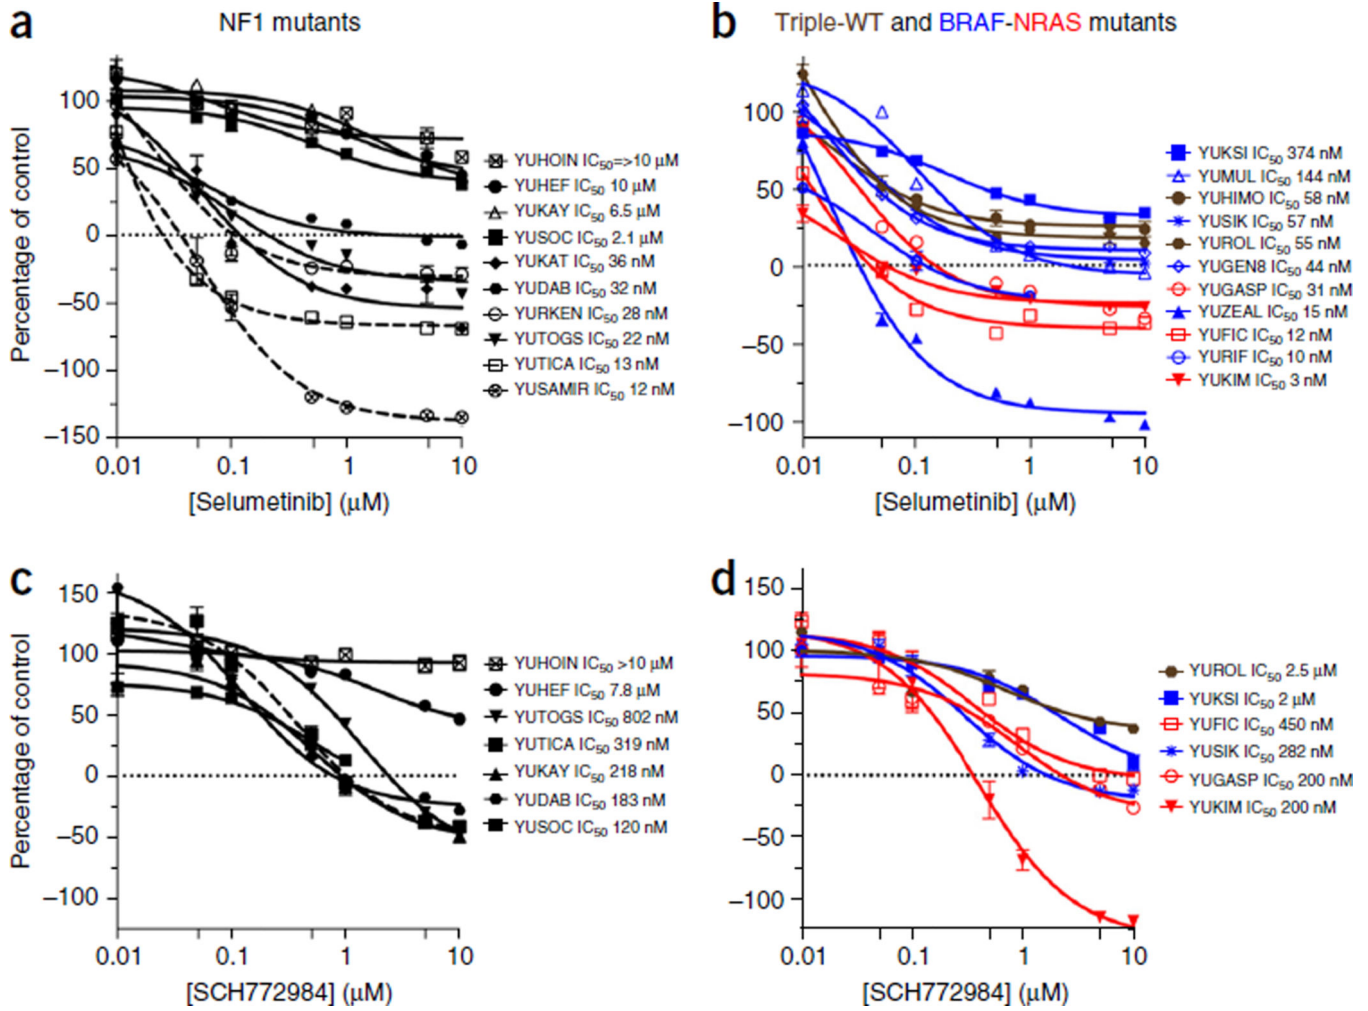 a
NF1 mutants
Percentage of control
100
50
0
–50
–100
–150
0.01
0.1
1
10
[Selumetinib] (μM)
YUHOIN IC50=>10 μM
YUHEF IC50 10 μM
YUKAY IC50 6.5 μM
YUSOC IC50 2.1 μM
YUKAT IC50 36 nM
YUDAB IC50 32 nM
YURKEN IC50 28 nM
YUTOGS IC50 22 nM
YUTICA IC50 13 nM
YUSAMIR IC50 12 nM
b
Triple-WT and BRAF-NRAS mutants
100
50
0
–50
–100
0.01
0.1
1
10
[Selumetinib] (μM)
YUKSI IC50 374 nM
YUMUL IC50 144 nM
YUHIMO IC50 58 nM
YUSIK IC50 57 nM
YUROL IC50 55 nM
YUGEN8 IC50 44 nM
YUGASP IC50 31 nM
YUZEAL IC50 15 nM
YUFIC IC50 12 nM
YURIF IC50 10 nM
YUKIM IC50 3 nM
c
Percentage of control
150
100
50
0
–50
–100
0.01
0.1
1
10
[SCH772984] (μM)
YUHOIN IC50 >10 μM
YUHEF IC50 7.8 μM
YUTOGS IC50 802 nM
YUTICA IC50 319 nM
YUKAY IC50 218 nM
YUDAB IC50 183 nM
YUSOC IC50 120 nM
d
150
100
50
0
–50
–100
0.01
0.1
1
10
[SCH772984] (μM)
YUROL IC50 2.5 μM
YUKSI IC50 2 μM
YUFIC IC50 450 nM
YUSIK IC50 282 nM
YUGASP IC50 200 nM
YUKIM IC50 200 nM